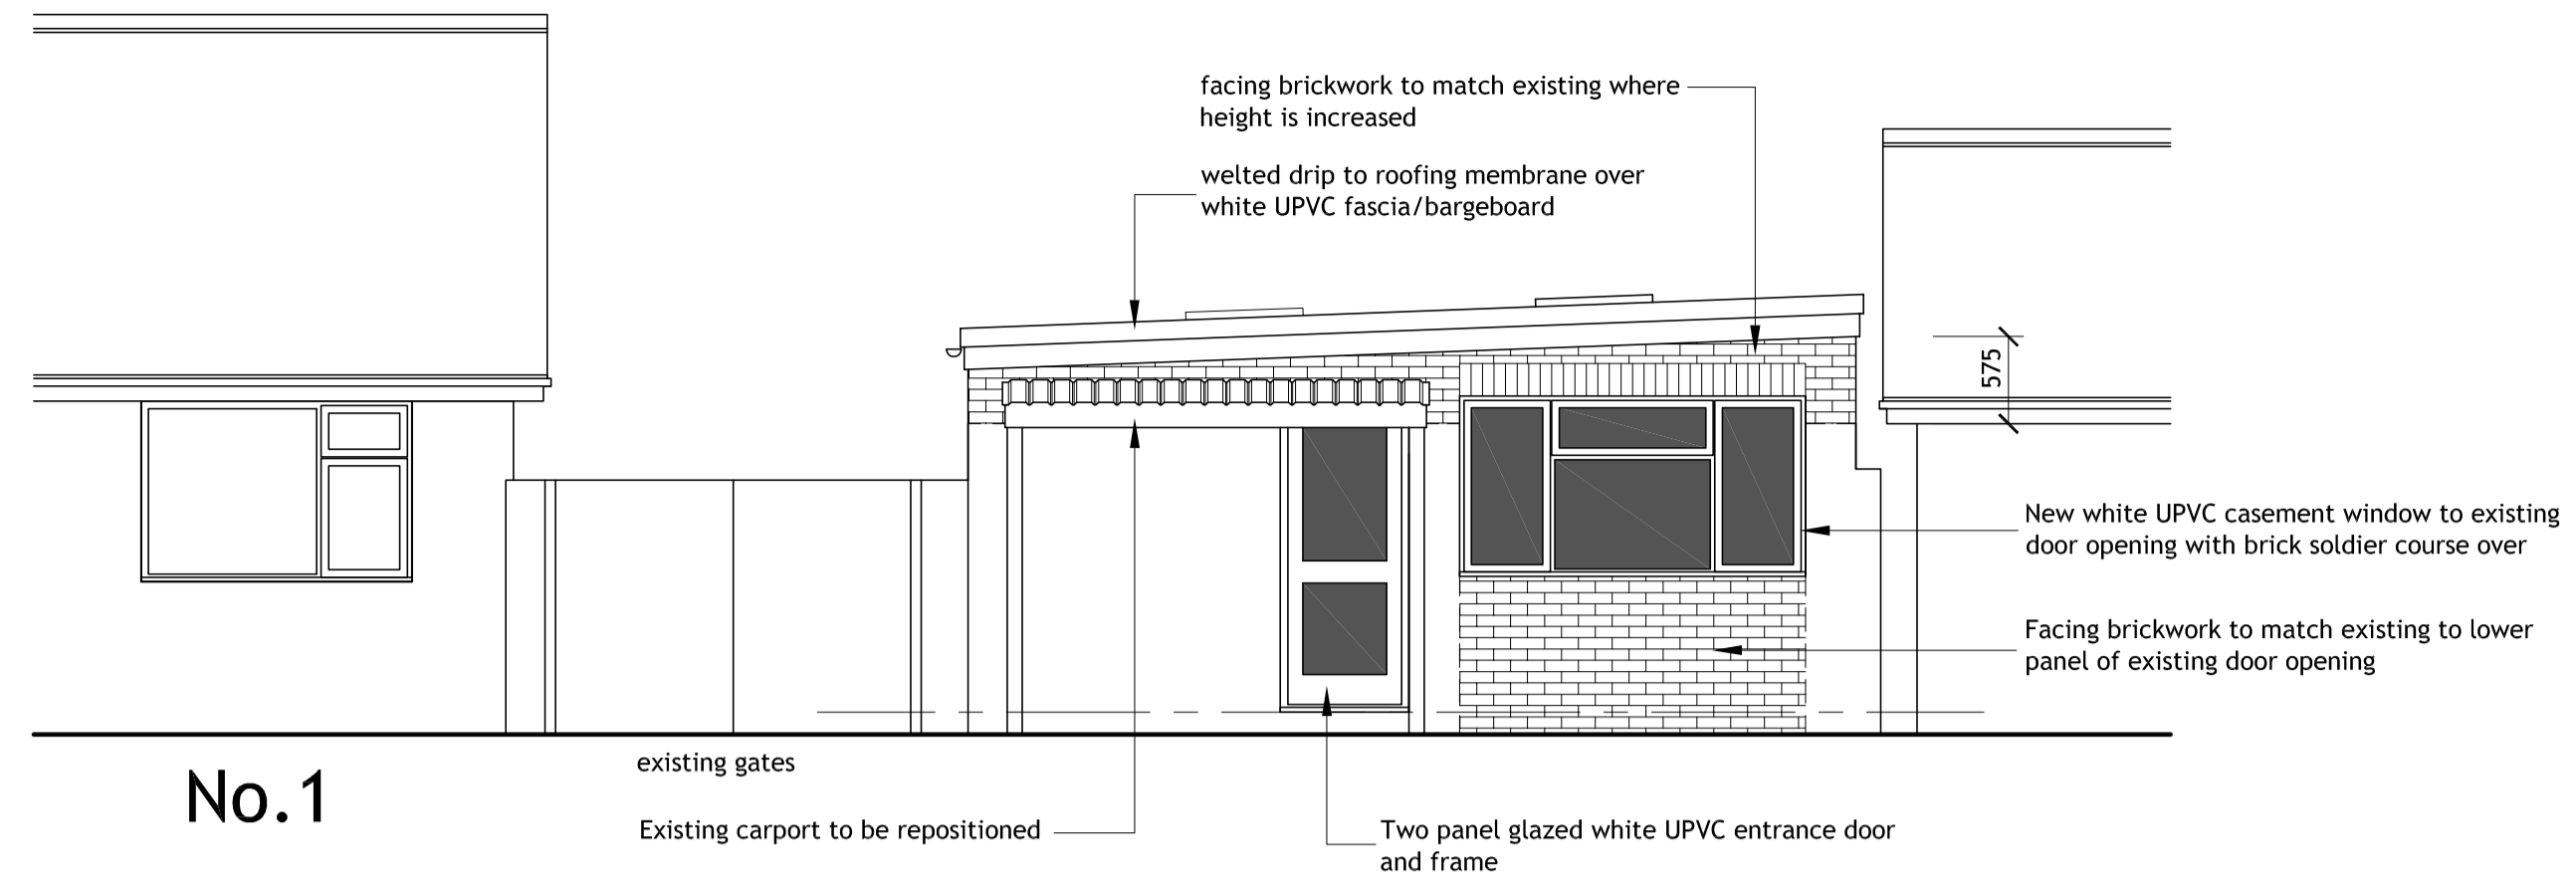 facing brickwork to match existing where
height is increased
welted drip to roofing membrane over
white UPVC fascia/bargeboard
575
New white UPVC casement window to existing
door opening with brick soldier course over
Facing brickwork to match existing to lower
panel of existing door opening
existing gates
No.1
Existing carport to be repositioned
Two panel glazed white UPVC entrance door
and frame